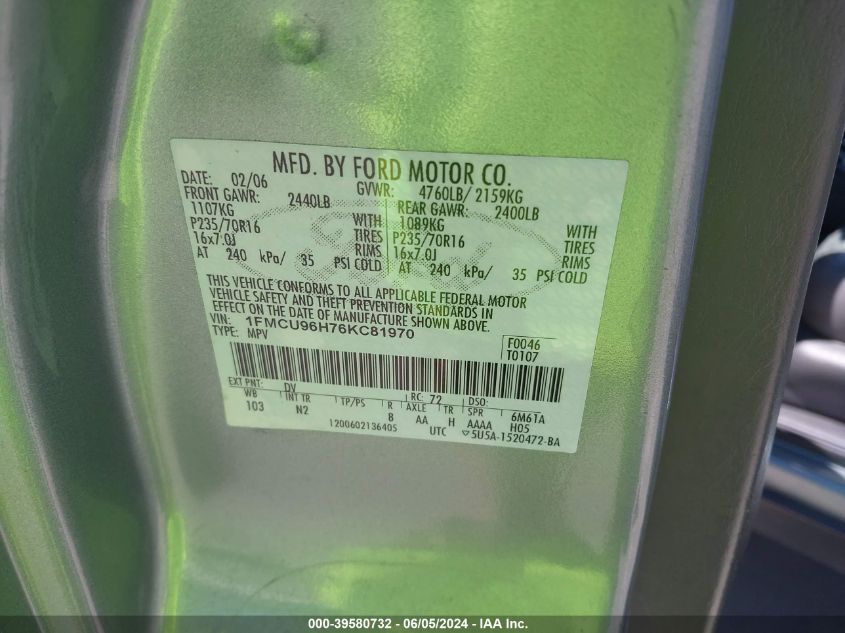 MFD. BY FORD MOTOR CO.
DATE: 02/06 GVWR: 4760LB/ 2159KG
FRONT GAWR: 2440LB REAR GAWR: 2400LB
1107KG WITH 1089KG WITH
P235/70R16 TIRES P235/70R16 TIRES
16x7.0J RIMS 16x7.0J RIMS
AT 240 kPa/ 35 PSI COLD AT 240 kPa/ 35 PSI COLD
THIS VEHICLE CONFORMS TO ALL APPLICABLE FEDERAL MOTOR
VEHICLE SAFETY AND THEFT PREVENTION STANDARDS IN
EFFECT ON THE DATE OF MANUFACTURE SHOWN ABOVE.
VIN: 1FMCU96H76KC81970 F0046
TYPE: MPV T0107
EXT PNT: DV RC: 72 DSO:
WB INT TR TP/PS R AXLE TR SPR 6M61A
103 N2 B AA H AAAA H05
1200602136405 UTC ▽5U5A-1520472-BA
Ford
000-39580732 - 06/05/2024 - IAA Inc.